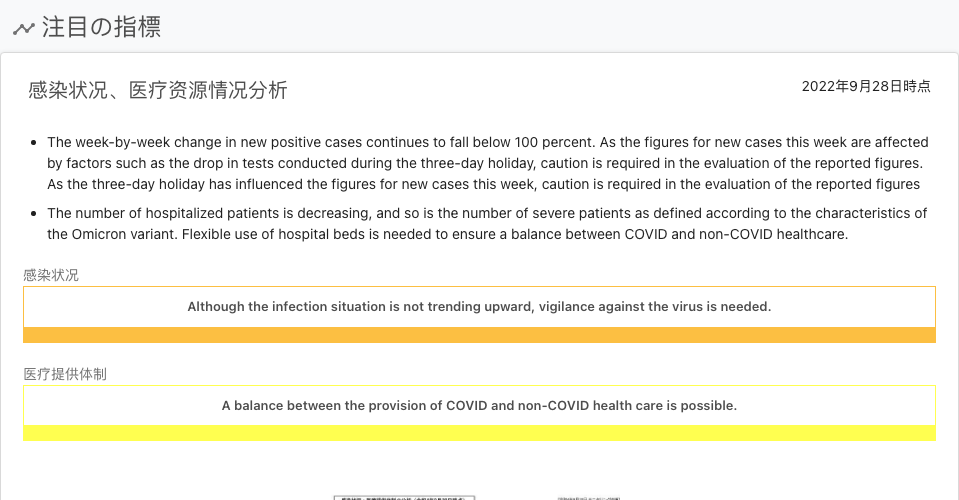 注目の指標
感染状况、医疗资源情况分析
2022年9月28日時点
The week-by-week change in new positive cases continues to fall below 100 percent. As the figures for new cases this week are affected
by factors such as the drop in tests conducted during the three-day holiday, caution is required in the evaluation of the reported figures.
As the three-day holiday has influenced the figures for new cases this week, caution is required in the evaluation of the reported figures
The number of hospitalized patients is decreasing, and so is the number of severe patients as defined according to the characteristics of
the Omicron variant. Flexible use of hospital beds is needed to ensure a balance between COVID and non-COVID healthcare.
感染状况
Although the infection situation is not trending upward, vigilance against the virus is needed.
医疗提供体制
A balance between the provision of COVID and non-COVID health care is possible.